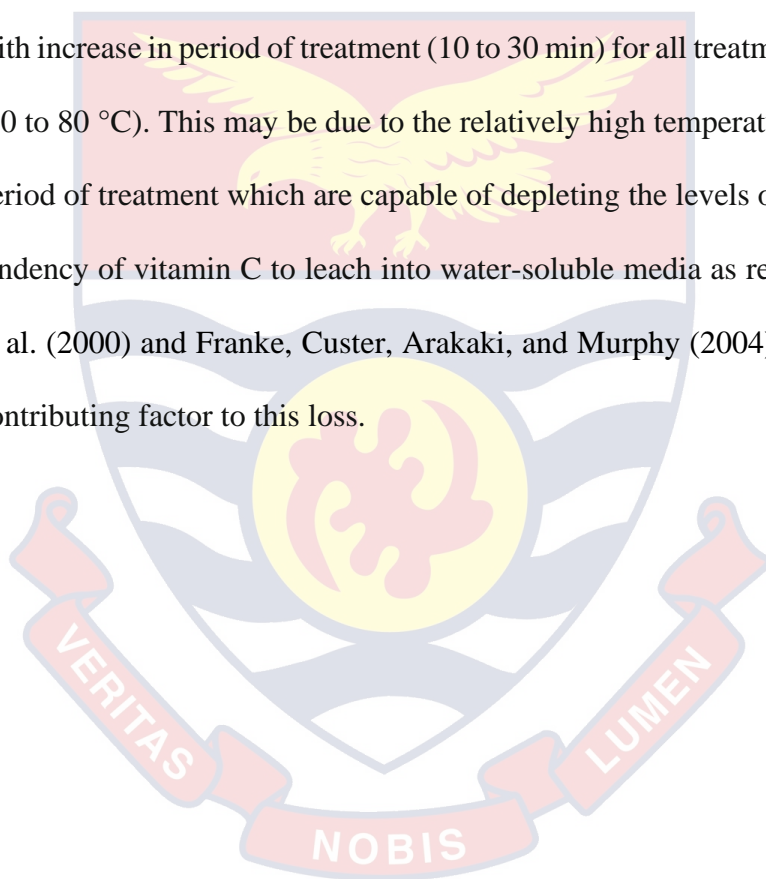 ith increase in period of treatment (10 to 30 min) for all treatm
0 to 80 °C). This may be due to the relatively high temperati
eriod of treatment which are capable of depleting the levels o
ndency of vitamin C to leach into water-soluble media as re
al. (2000) and Franke, Custer, Arakaki, and Murphy (2004)
ontributing factor to this loss.
VERITAS
NOBIS
LUMEN